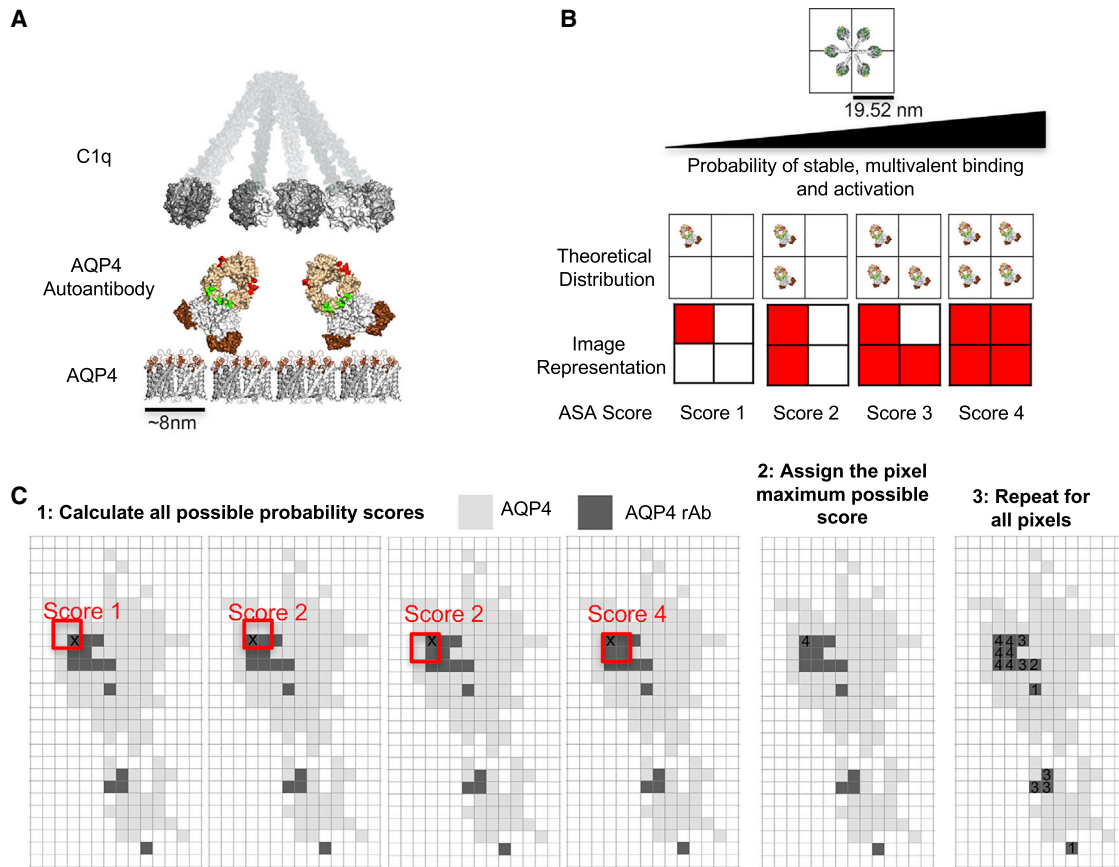 A
C1q
AQP4
Autoantibody
AQP4
~8nm
B
19.52 nm
Probability of stable, multivalent binding
and activation
Theoretical
Distribution
Image
Representation
ASA Score
Score 1
Score 2
Score 3
Score 4
C
1: Calculate all possible probability scores
AQP4
AQP4 rAb
2: Assign the pixel
maximum possible
score
3: Repeat for
all pixels
Score 1
X
Score 2
X
Score 2
X
Score 4
X
4
4 4 3
4 4
4 4 3 2
1
3
3 3
1